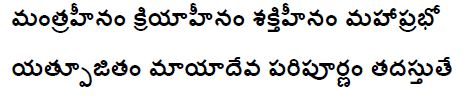 మంత్రహీనం క్రియాహీనం శక్తిహీనం మహాప్రభో
యత్పూజితం మాయాదేవ పరిపూర్ణం తదస్తుతే